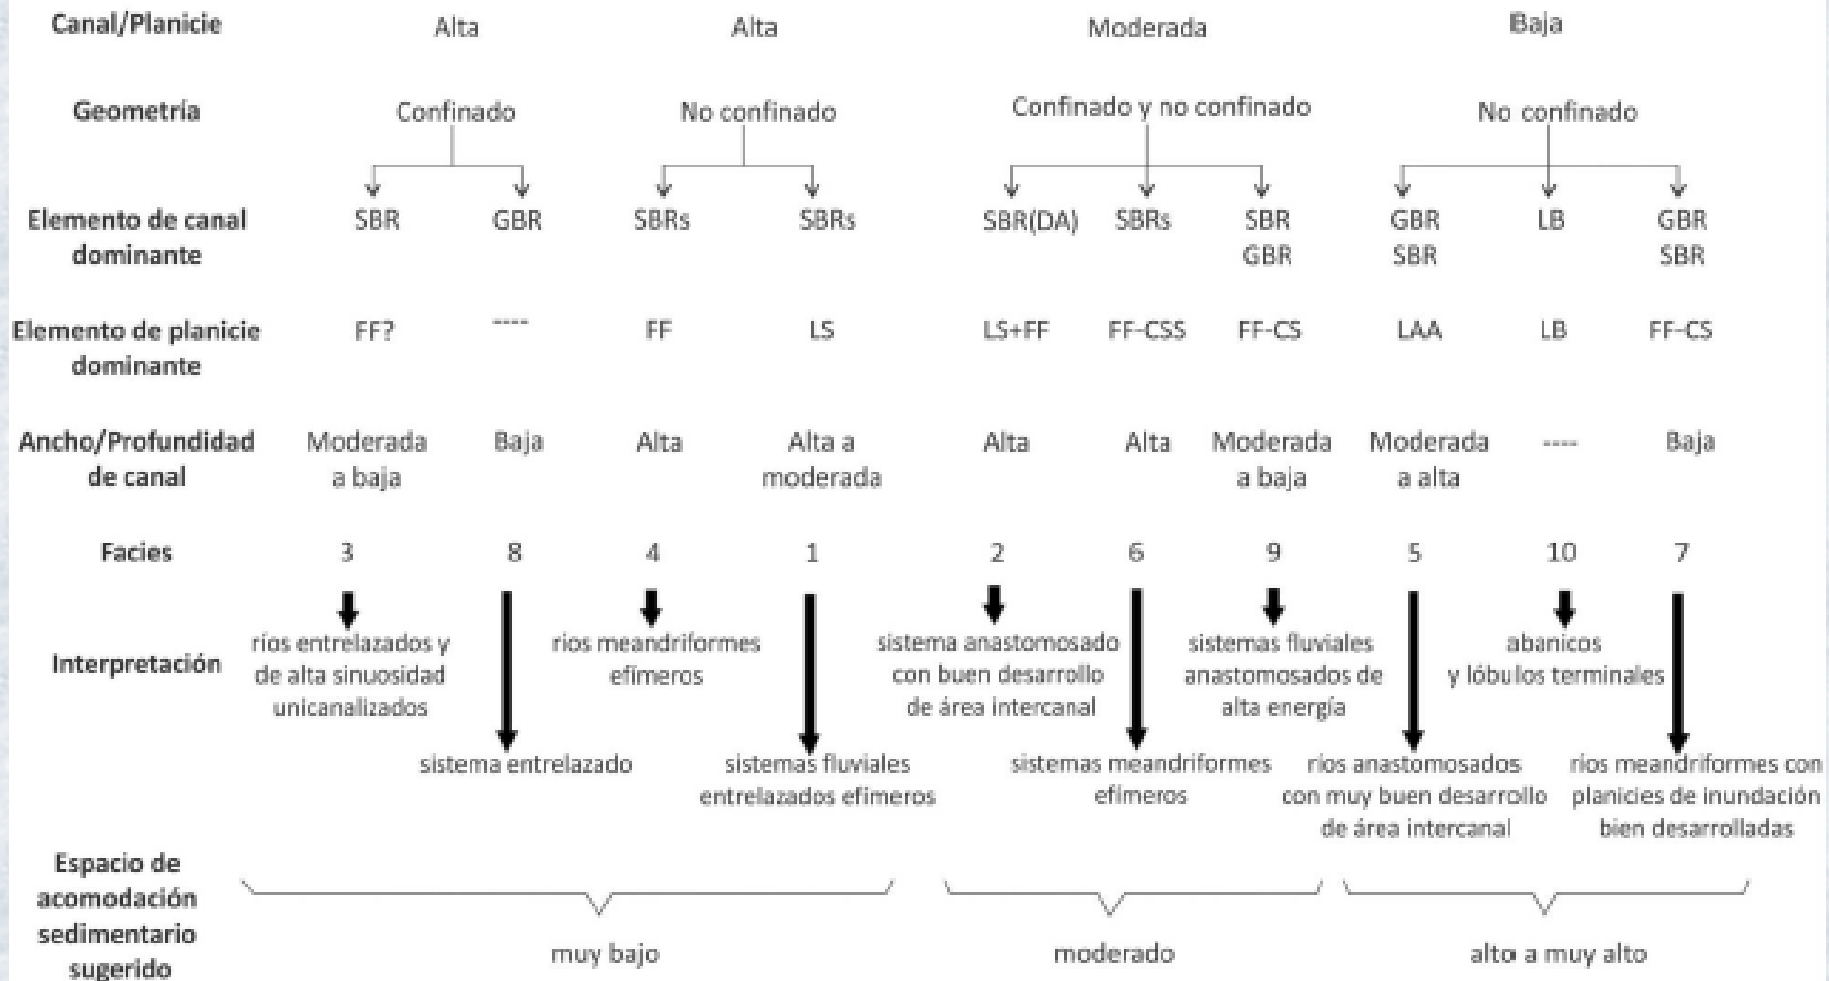 Canal/Planicie Alta Alta Moderada Baja
Geometría Confinado No confinado Confinado y no confinado No confinado
Elemento de canal dominante SBR GBR SBRs SBRs SBR(DA) SBRs SBR GBR GBR SBR LB GBR SBR
Elemento de planicie dominante FF? ---- FF LS LS+FF FF-CSS FF-CS LAA LB FF-CS
Ancho/Profundidad de canal Moderada a baja Baja Alta Alta a moderada Alta Alta Moderada a baja Moderada a alta ---- Baja
Facies 3 8 4 1 2 6 9 5 10 7
Interpretación
ríos entrelazados y
de alta sinuosidad
unicanalizados
sistema entrelazado
ríos meandriformes
efímeros
sistemas fluviales
entrelazados efímeros
sistema anastomosado
con buen desarrollo
de área intercanal
sistemas meandriformes
efímeros
sistemas fluviales
anastomosados de
alta energía
ríos anastomosados
con muy buen desarrollo
de área intercanal
abanicos
y lóbulos terminales
ríos meandriformes con
planicies de inundación
bien desarrolladas
Espacio de
acomodación
sedimentario
sugerido
muy bajo moderado alto a muy alto